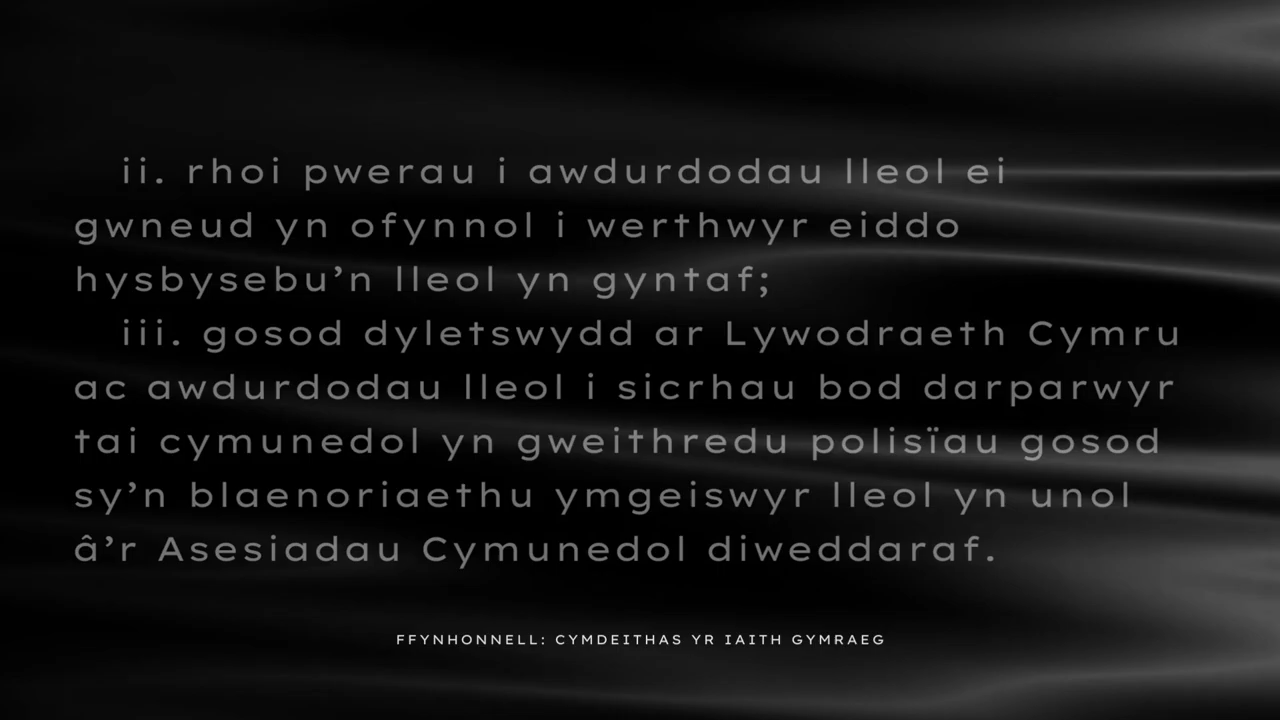 ii. rhoi pwerau i awdurdodau lleol ei
gwneud yn ofynnol i werthwyr eiddo
hysbysebu’n lleol yn gyntaf;
iii. gosod dyletswydd ar Lywodraeth Cymru
ac awdurdodau lleol i sicrhau bod darparwyr
tai cymunedol yn gweithredu polisïau gosod
sy’n blaenoriaethu ymgeiswyr lleol yn unol
â’r Asesiadau Cymunedol diweddaraf.
FFYNHONNELL: CYMDEITHAS YR IAITH GYMRAEG